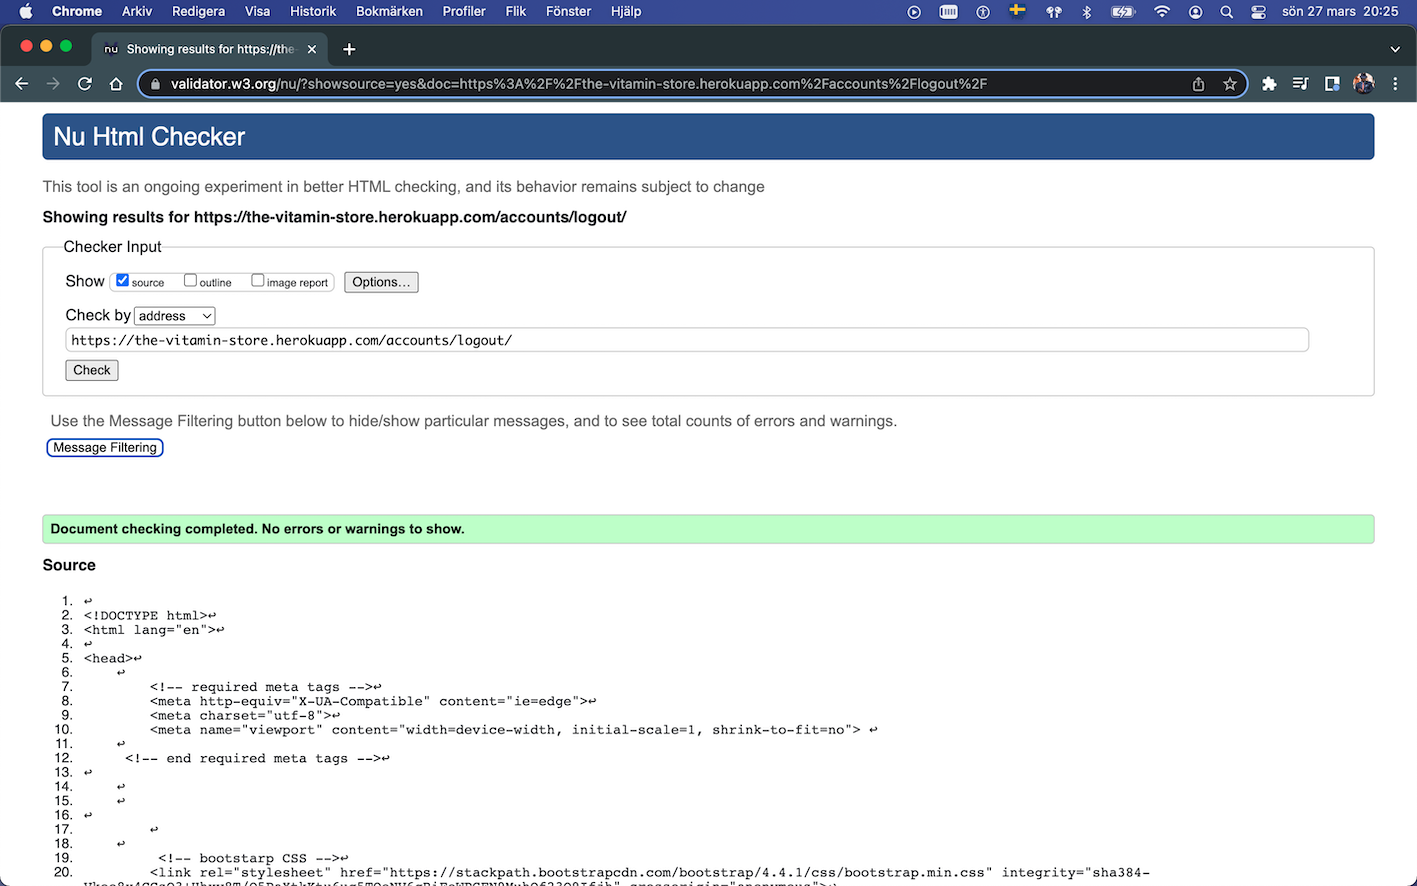 Chrome Arkiv Redigera Visa Historik Bokmärken Profiler Flik Fönster Hjälp sön 27 mars 20:25
nu Showing results for https://the-
validator.w3.org/nu/?showsource=yes&doc=https%3A%2F%2Fthe-vitamin-store.herokuapp.com%2Faccounts%2Flogout%2F
Nu Html Checker
This tool is an ongoing experiment in better HTML checking, and its behavior remains subject to change
Showing results for https://the-vitamin-store.herokuapp.com/accounts/logout/
Checker Input
Show source outline image report Options...
Check by address
https://the-vitamin-store.herokuapp.com/accounts/logout/
Check
Use the Message Filtering button below to hide/show particular messages, and to see total counts of errors and warnings.
Message Filtering
Document checking completed. No errors or warnings to show.
Source
1. ↩
2. <!DOCTYPE html>↩
3. <html lang="en">↩
4. ↩
5. <head>↩
6. ↩
7. <!-- required meta tags -->↩
8. <meta http-equiv="X-UA-Compatible" content="ie=edge">↩
9. <meta charset="utf-8">↩
10. <meta name="viewport" content="width=device-width, initial-scale=1, shrink-to-fit=no"> ↩
11. ↩
12. <!-- end required meta tags -->↩
13. ↩
14. ↩
15. ↩
16. ↩
17. ↩
18. ↩
19. <!-- bootstarp CSS -->↩
20. <link rel="stylesheet" href="https://stackpath.bootstrapcdn.com/bootstrap/4.4.1/css/bootstrap.min.css" integrity="sha384-